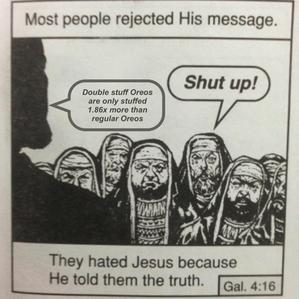 Most people rejected His message.
Double stuff Oreos
are only stuffed
1.86x more than
regular Oreos
Shut up!
They hated Jesus because
He told them the truth.
Gal. 4:16